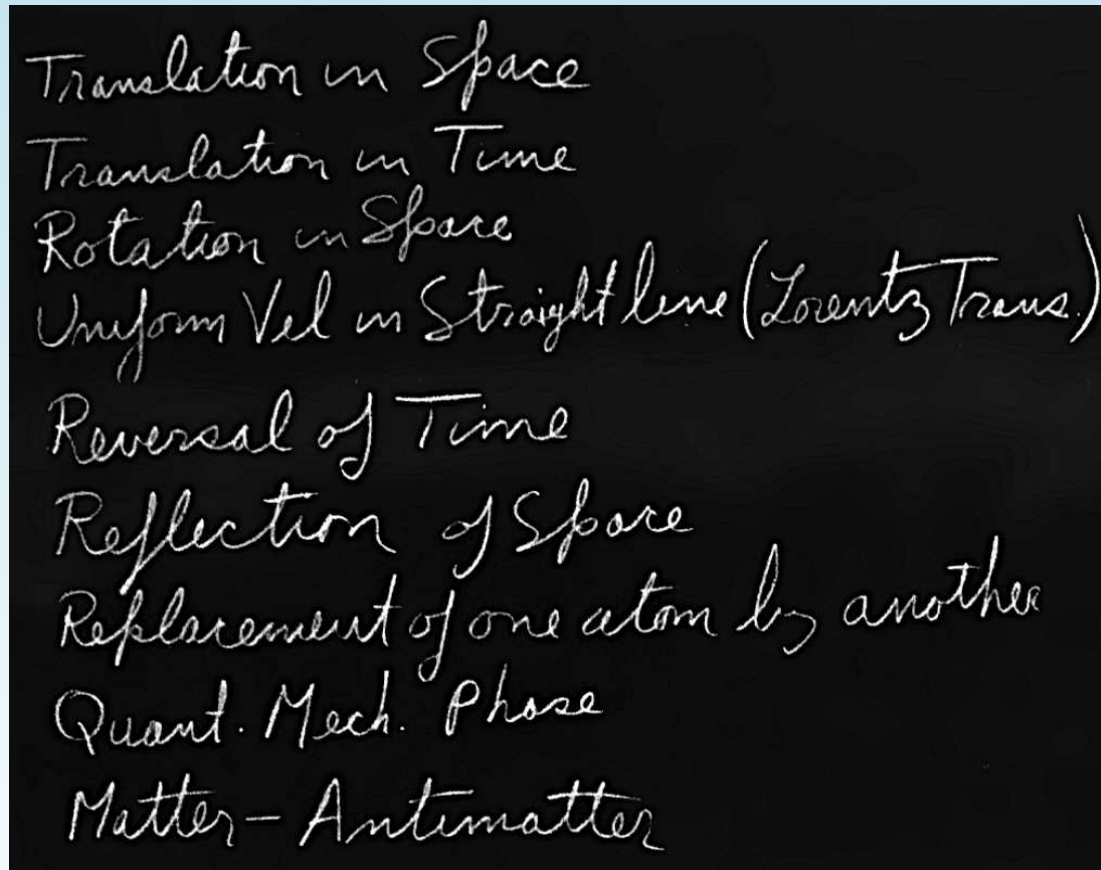 Translation in Space
Translation in Time
Rotation in Space
Uniform Vel in Straight line (Lorentz Trans.)
Reversal of Time
Reflection of Space
Replacement of one atom by another
Quant. Mech. Phase
Matter - Antimatter